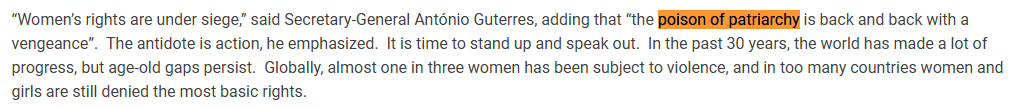 “Women’s rights are under siege,” said Secretary-General António Guterres, adding that “the poison of patriarchy is back and back with a
vengeance”.  The antidote is action, he emphasized.  It is time to stand up and speak out.  In the past 30 years, the world has made a lot of
progress, but age-old gaps persist.  Globally, almost one in three women has been subject to violence, and in too many countries women and
girls are still denied the most basic rights.